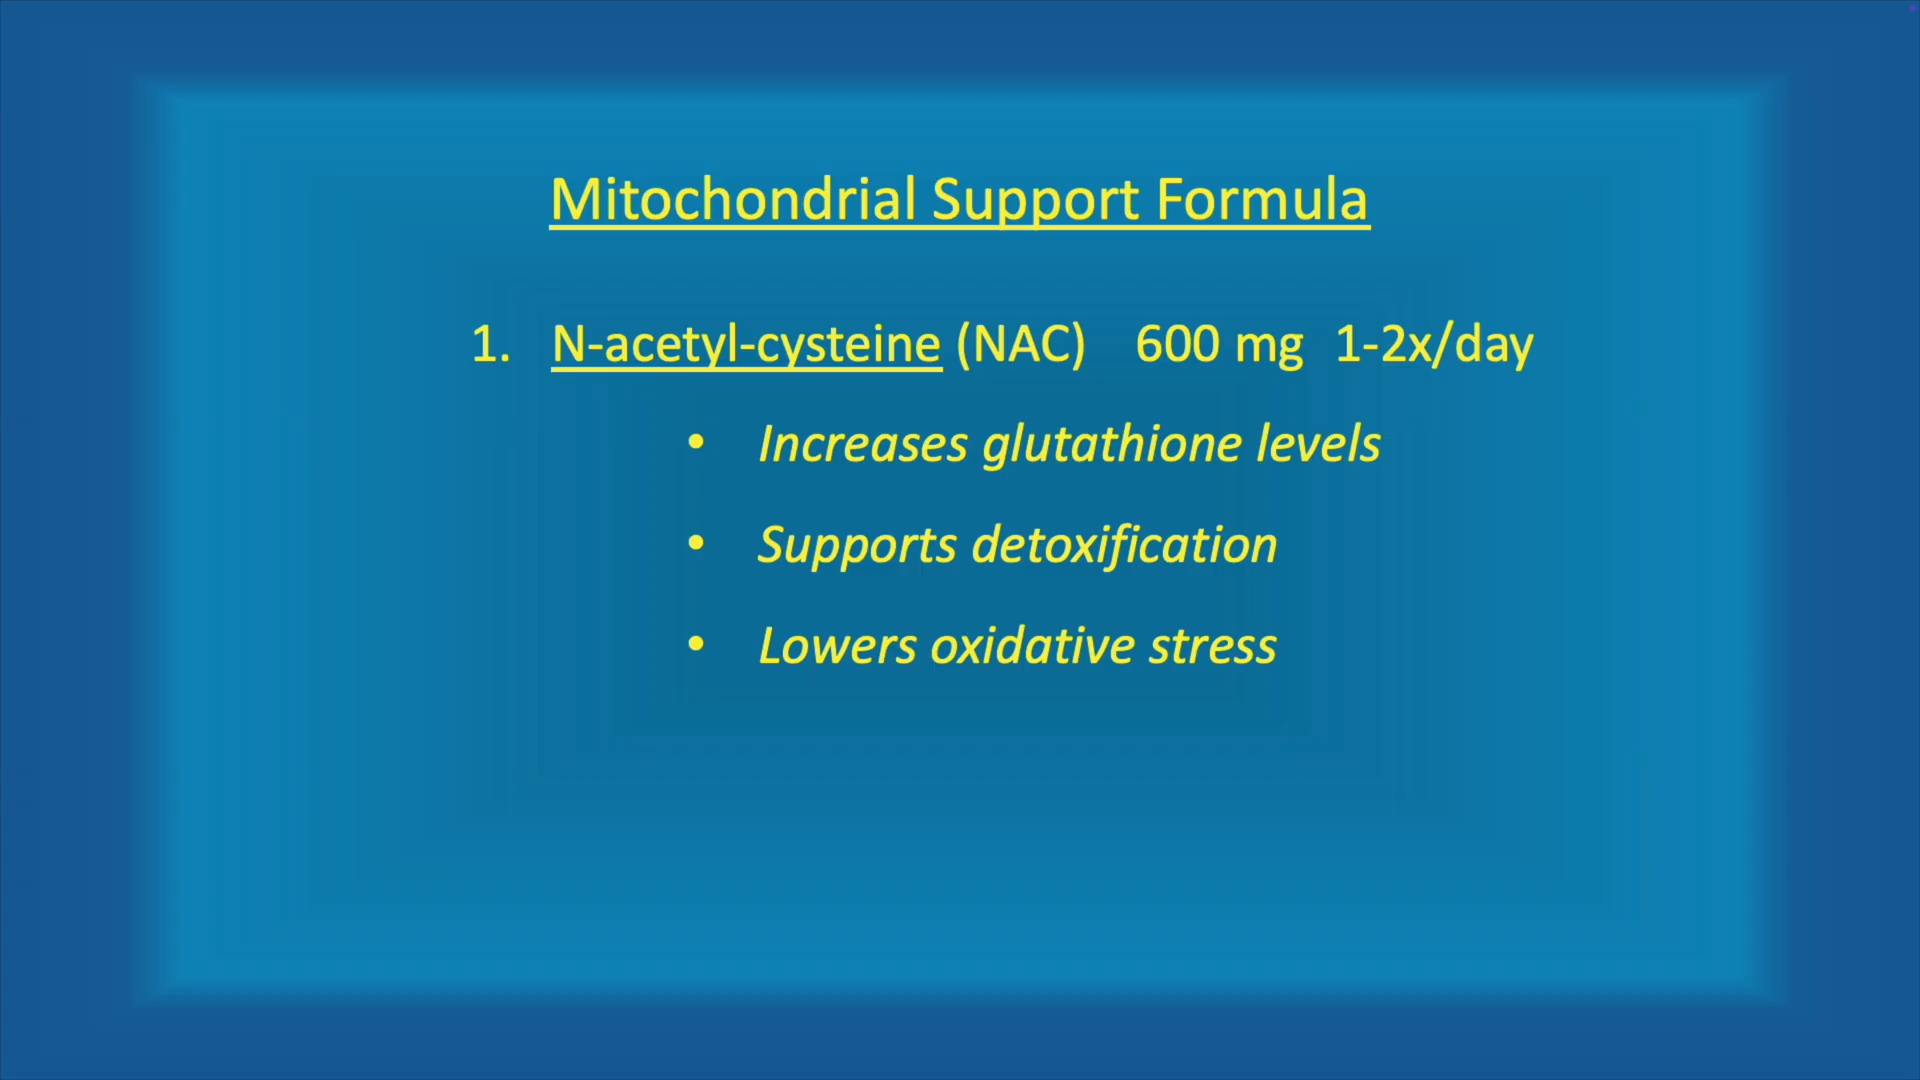 Mitochondrial Support Formula
1. N-acetyl-cysteine (NAC) 600 mg 1-2x/day
• Increases glutathione levels
• Supports detoxification
• Lowers oxidative stress